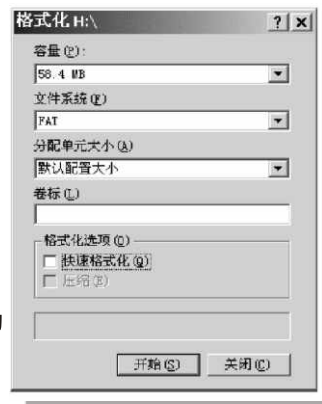 格式化 H:\
容量(P):
58.4 MB
文件系统(F)
FAT
分配单元大小(A)
默认配置大小
卷标(L)
格式化选项(O)
快速格式化(Q)
压缩(E)
开始(S) 关闭(C)